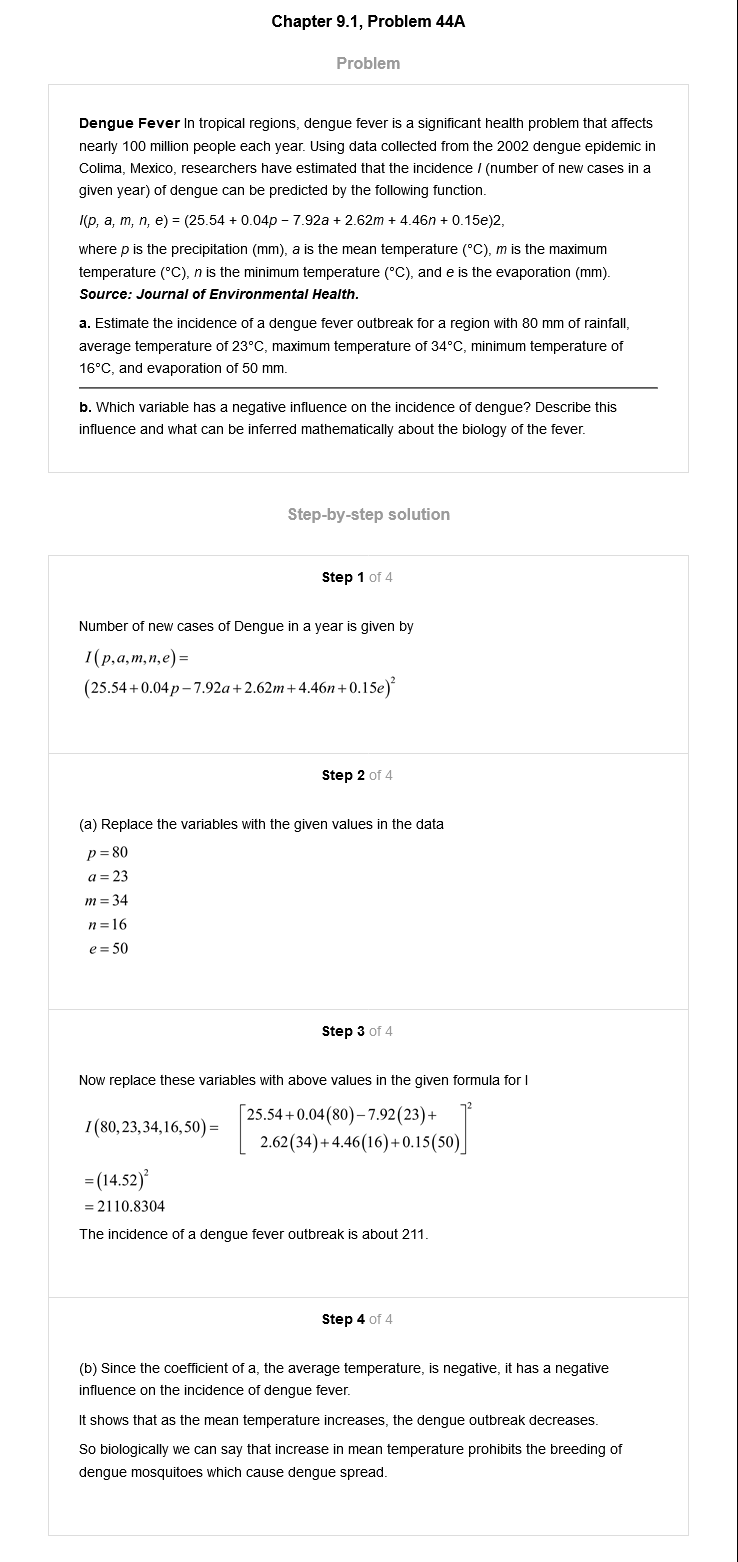 Chapter 9.1, Problem 44A
Problem
Dengue Fever In tropical regions, dengue fever is a significant health problem that affects
nearly 100 million people each year. Using data collected from the 2002 dengue epidemic in
Colima, Mexico, researchers have estimated that the incidence I (number of new cases in a
given year) of dengue can be predicted by the following function.
I(p, a, m, n, e) = (25.54 + 0.04p − 7.92a + 2.62m + 4.46n + 0.15e)2,
where p is the precipitation (mm), a is the mean temperature (°C), m is the maximum
temperature (°C), n is the minimum temperature (°C), and e is the evaporation (mm).
Source: Journal of Environmental Health.
a. Estimate the incidence of a dengue fever outbreak for a region with 80 mm of rainfall,
average temperature of 23°C, maximum temperature of 34°C, minimum temperature of
16°C, and evaporation of 50 mm.
b. Which variable has a negative influence on the incidence of dengue? Describe this
influence and what can be inferred mathematically about the biology of the fever.
Step-by-step solution
Step 1 of 4
Number of new cases of Dengue in a year is given by
I(p,a,m,n,e)=
(25.54+0.04p−7.92a+2.62m+4.46n+0.15e)²
Step 2 of 4
(a) Replace the variables with the given values in the data
p=80
a=23
m=34
n=16
e=50
Step 3 of 4
Now replace these variables with above values in the given formula for I
I(80,23,34,16,50)= [25.54+0.04(80)−7.92(23)+
2.62(34)+4.46(16)+0.15(50)]²
=(14.52)²
=2110.8304
The incidence of a dengue fever outbreak is about 211.
Step 4 of 4
(b) Since the coefficient of a, the average temperature, is negative, it has a negative
influence on the incidence of dengue fever.
It shows that as the mean temperature increases, the dengue outbreak decreases.
So biologically we can say that increase in mean temperature prohibits the breeding of
dengue mosquitoes which cause dengue spread.